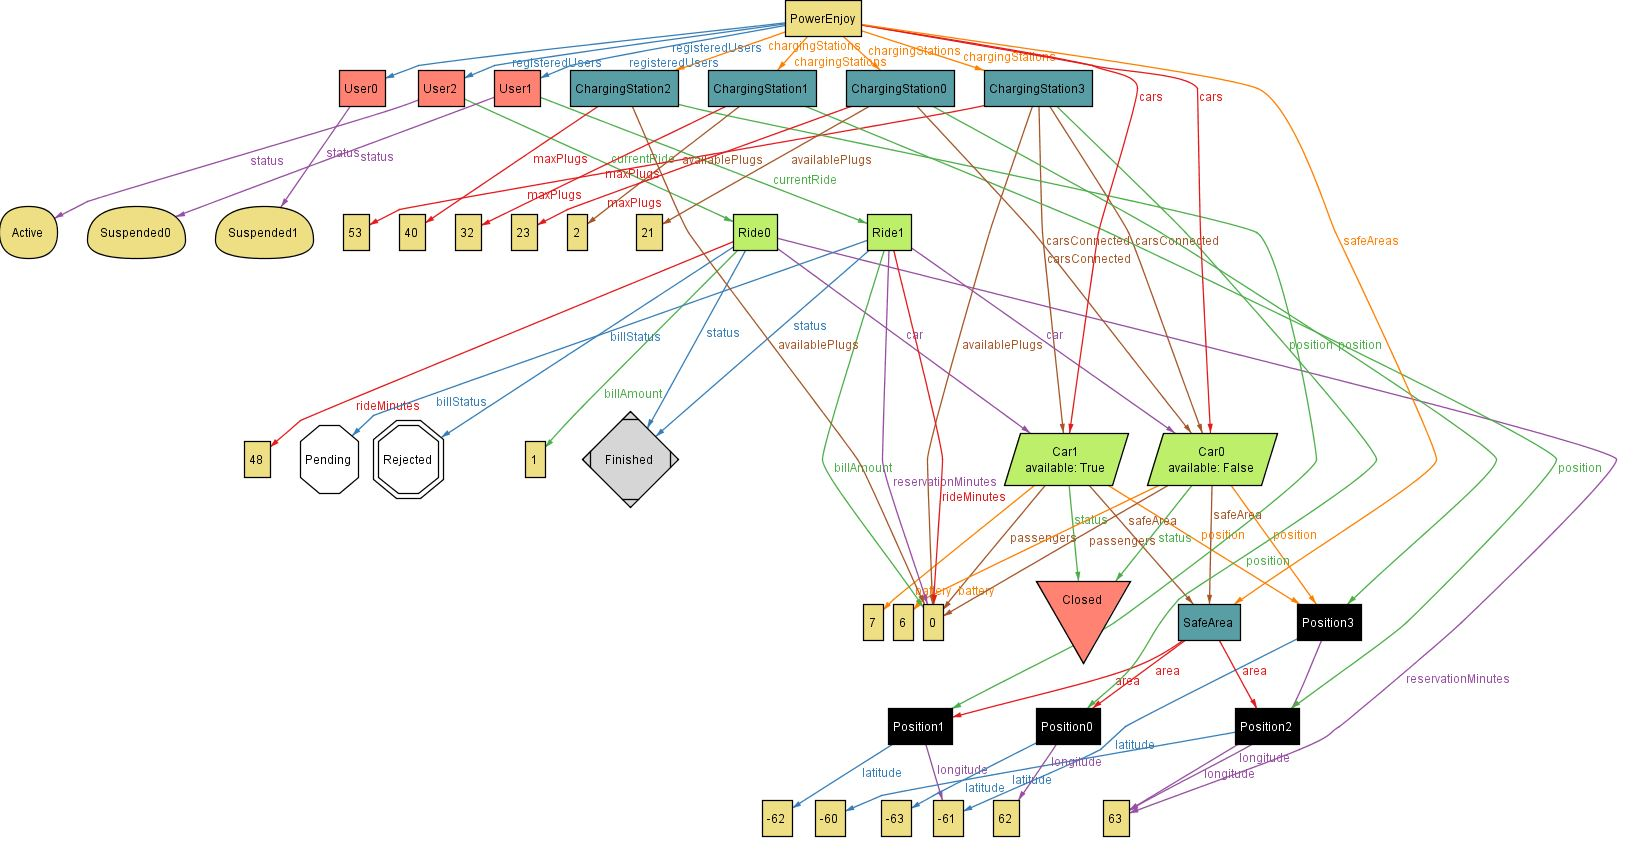 PowerEnjoy
registeredUsers
chargingStations
chargingStations
chargingStations
registeredUsers
registeredUsers
chargingStations
User0
User2
User1
ChargingStation2
ChargingStation1
ChargingStation0
ChargingStation3
cars
cars
status
status
status
maxPlugs
currentRide
availablePlugs
availablePlugs
maxPlugs
currentRide
maxPlugs
maxPlugs
Active
Suspended0
Suspended1
53
40
32
23
2
21
Ride0
Ride1
carsConnected
carsConnected
safeAreas
carsConnected
billStatus
status
status
availablePlugs
availablePlugs
car
car
position
position
rideMinutes
billStatus
billAmount
48
Pending
Rejected
1
Finished
Car1
available: True
Car0
available: False
billAmount
reservationMinutes
rideMinutes
position
status
safeArea
safeArea
passengers
passengers
status
position
position
position
battery
battery
7
6
0
Closed
SafeArea
Position3
area
area
area
reservationMinutes
Position1
Position0
Position2
latitude
longitude
latitude
latitude
longitude
latitude
longitude
longitude
-62
-60
-63
-61
62
63